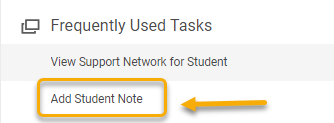 Frequently Used Tasks
View Support Network for Student
Add Student Note